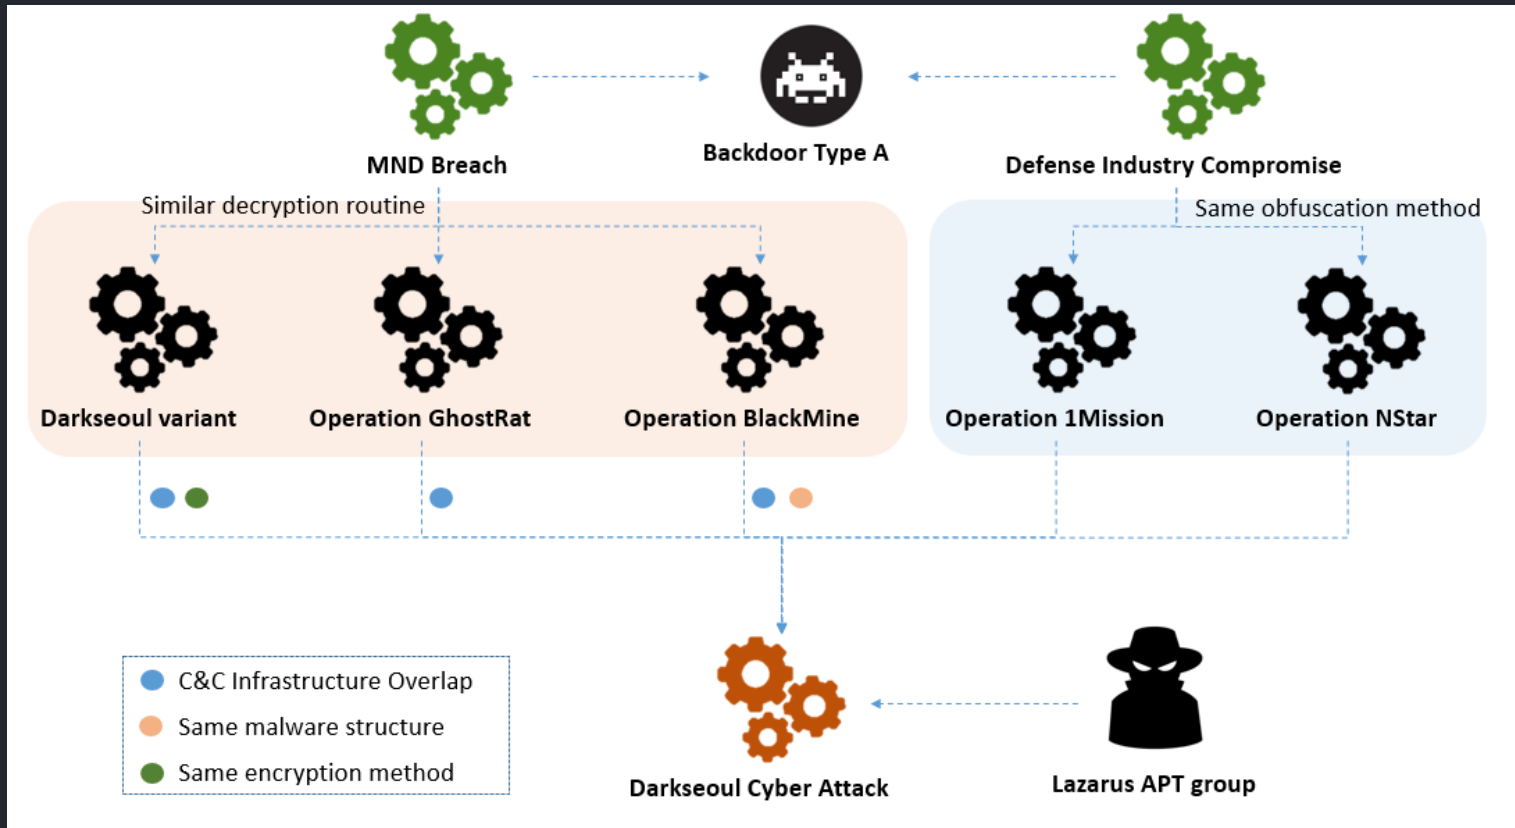 MND Breach
Backdoor Type A
Defense Industry Compromise
Similar decryption routine
Same obfuscation method
Darkseoul variant
Operation GhostRat
Operation BlackMine
Operation 1Mission
Operation NStar
C&C Infrastructure Overlap
Same malware structure
Same encryption method
Darkseoul Cyber Attack
Lazarus APT group